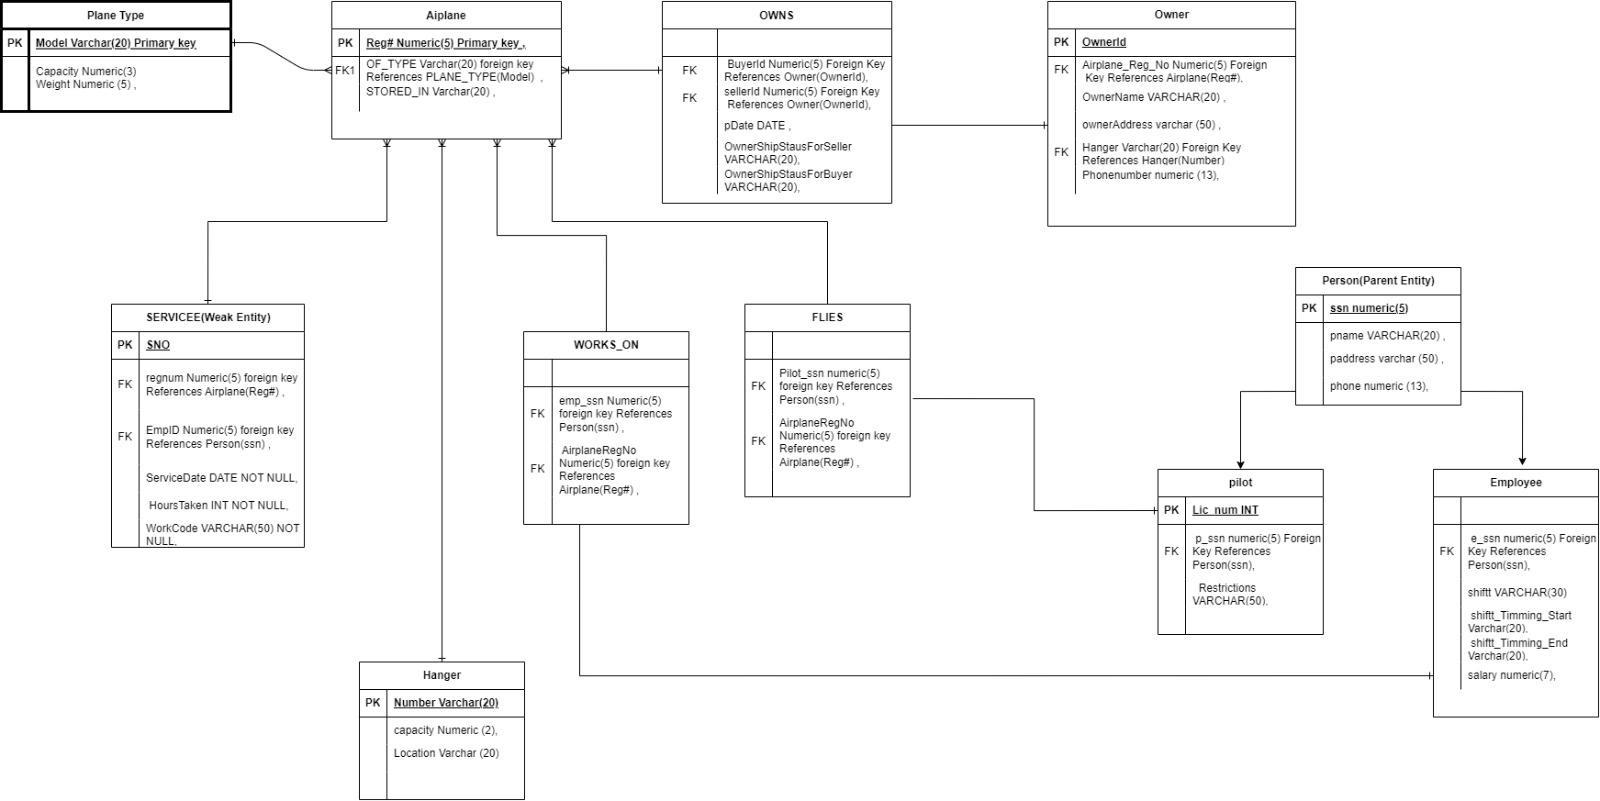 Plane Type
PK Model Varchar(20) Primary key
Capacity Numeric(3)
Weight Numeric (5) ,
Aiplane
PK Reg# Numeric(5) Primary key ,
FK1 OF_TYPE Varchar(20) foreign key
References PLANE_TYPE(Model) ,
STORED_IN Varchar(20) ,
OWNS
FK BuyerId Numeric(5) Foreign Key
References Owner(OwnerId),
FK sellerId Numeric(5) Foreign Key
References Owner(OwnerId),
pDate DATE ,
OwnerShipStausForSeller
VARCHAR(20),
OwnerShipStausForBuyer
VARCHAR(20),
Owner
PK OwnerId
FK Airplane_Reg_No Numeric(5) Foreign
Key References Airplane(Reg#),
OwnerName VARCHAR(20) ,
ownerAddress varchar (50) ,
FK Hanger Varchar(20) Foreign Key
References Hanger(Number)
Phonenumber numeric (13),
Person(Parent Entity)
PK ssn numeric(5)
pname VARCHAR(20) ,
paddress varchar (50) ,
phone numeric (13),
SERVICEE(Weak Entity)
PK SNO
FK regnum Numeric(5) foreign key
References Airplane(Reg#) ,
FK EmpID Numeric(5) foreign key
References Person(ssn) ,
ServiceDate DATE NOT NULL,
HoursTaken INT NOT NULL,
WorkCode VARCHAR(50) NOT
NULL,
WORKS_ON
FK emp_ssn Numeric(5)
foreign key References
Person(ssn) ,
FK AirplaneRegNo
Numeric(5) foreign key
References
Airplane(Reg#) ,
FLIES
FK Pilot_ssn numeric(5)
foreign key References
Person(ssn) ,
FK AirplaneRegNo
Numeric(5) foreign key
References
Airplane(Reg#) ,
pilot
PK Lic_num INT
FK p_ssn numeric(5) Foreign
Key References
Person(ssn),
Restrictions
VARCHAR(50),
Employee
FK e_ssn numeric(5) Foreign
Key References
Person(ssn),
shiftt VARCHAR(30)
shiftt_Timming_Start
Varchar(20),
shiftt_Timming_End
Varchar(20),
salary numeric(7),
Hanger
PK Number Varchar(20)
capacity Numeric (2),
Location Varchar (20)